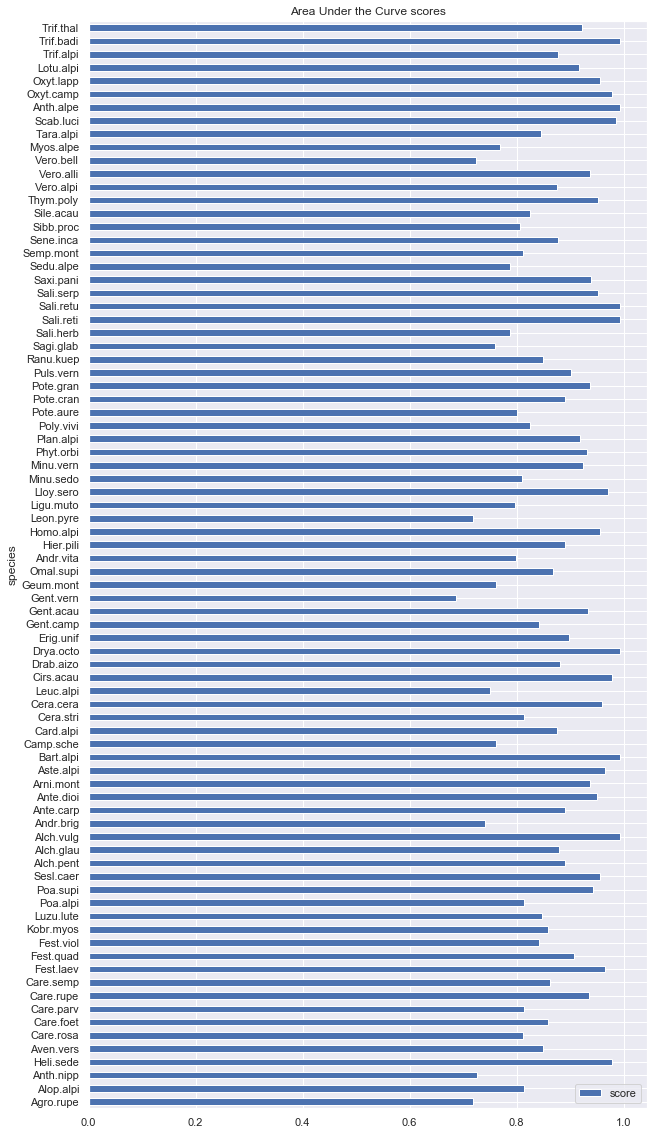 Area Under the Curve scores
Trif.thal
Trif.badi
Trif.alpi
Lotu.alpi
Oxyt.lapp
Oxyt.camp
Anth.alpe
Scab.luci
Tara.alpi
Myos.alpe
Vero.bell
Vero.alli
Vero.alpi
Thym.poly
Sile.acau
Sibb.proc
Sene.inca
Semp.mont
Sedu.alpe
Saxi.pani
Sali.serp
Sali.retu
Sali.reti
Sali.herb
Sagi.glab
Ranu.kuep
Puls.vern
Pote.gran
Pote.cran
Pote.aure
Poly.vivi
Plan.alpi
Phyt.orbi
Minu.vern
Minu.sedo
Lloy.sero
Ligu.muto
Leon.pyre
Homo.alpi
Hier.pili
Andr.vita
Omal.supi
Geum.mont
Gent.vern
Gent.acau
Gent.camp
Erig.unif
Drya.octo
Drab.aizo
Cirs.acau
Leuc.alpi
Cera.cera
Cera.stri
Card.alpi
Camp.sche
Bart.alpi
Aste.alpi
Arni.mont
Ante.dioi
Ante.carp
Andr.brig
Alch.vulg
Alch.glau
Alch.pent
Sesl.caer
Poa.supi
Poa.alpi
Luzu.lute
Kobr.myos
Fest.viol
Fest.quad
Fest.laev
Care.semp
Care.rupe
Care.parv
Care.foet
Care.rosa
Aven.vers
Heli.sede
Anth.nipp
Alop.alpi
Agro.rupe
species
score
0.0 0.2 0.4 0.6 0.8 1.0